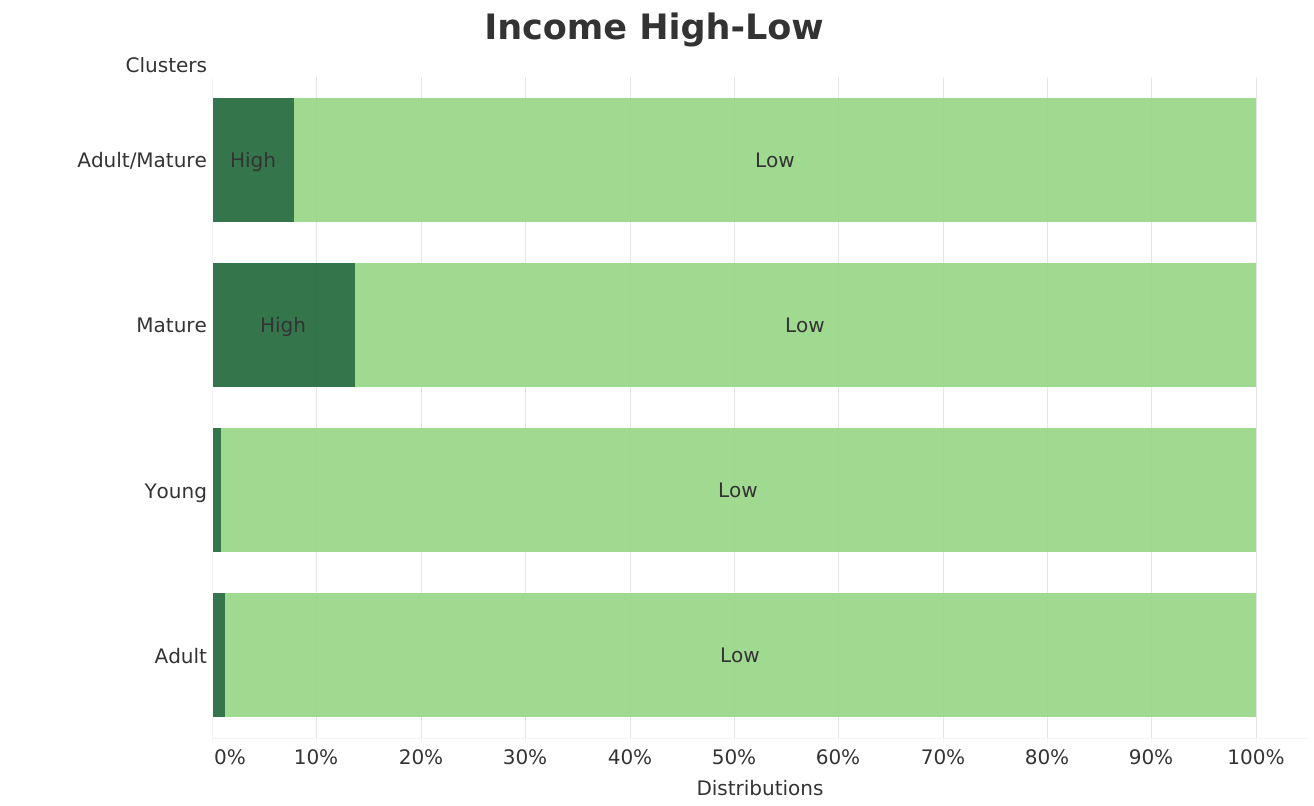 Income High-Low
Clusters
Adult/Mature High Low
Mature High Low
Young Low
Adult Low
0% 10% 20% 30% 40% 50% 60% 70% 80% 90% 100%
Distributions